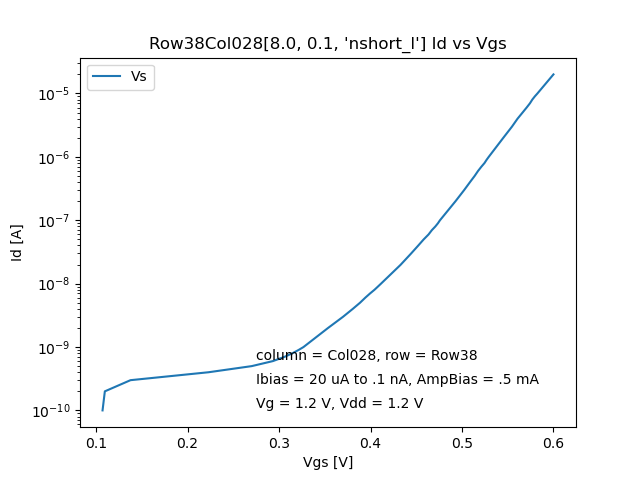 Row38Col028[8.0, 0.1, 'nshort_l'] Id vs Vgs
Vs
Id [A]
10⁻⁵
10⁻⁶
10⁻⁷
10⁻⁸
10⁻⁹
10⁻¹⁰
column = Col028, row = Row38
Ibias = 20 uA to .1 nA, AmpBias = .5 mA
Vg = 1.2 V, Vdd = 1.2 V
0.1 0.2 0.3 0.4 0.5 0.6
Vgs [V]